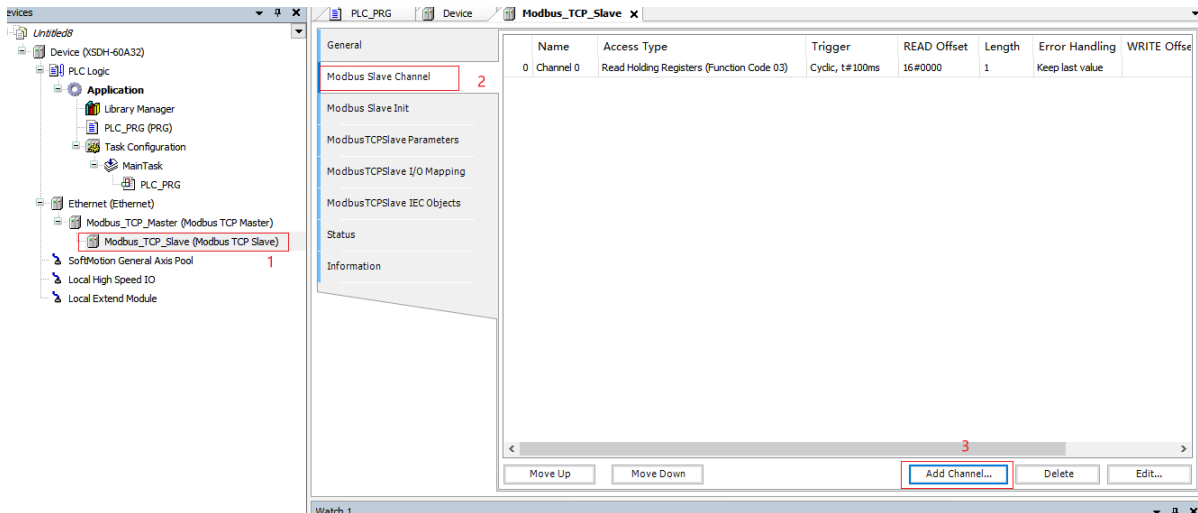 evices
Untitled8
Device (XSDH-60A32)
PLC Logic
Application
Library Manager
PLC_PRG (PRG)
Task Configuration
MainTask
PLC_PRG
Ethernet (Ethernet)
Modbus_TCP_Master (Modbus TCP Master)
Modbus_TCP_Slave (Modbus TCP Slave)
1
SoftMotion General Axis Pool
Local High Speed IO
Local Extend Module
PLC_PRG Device Modbus_TCP_Slave x
General
Modbus Slave Channel
2
Modbus Slave Init
ModbusTCPSlave Parameters
ModbusTCPSlave I/O Mapping
ModbusTCPSlave IEC Objects
Status
Information
Name Access Type Trigger READ Offset Length Error Handling WRITE Offse
0 Channel 0 Read Holding Registers (Function Code 03) Cyclic, t#100ms 16#0000 1 Keep last value
3
Move Up Move Down Add Channel... Delete Edit...
Watch 1